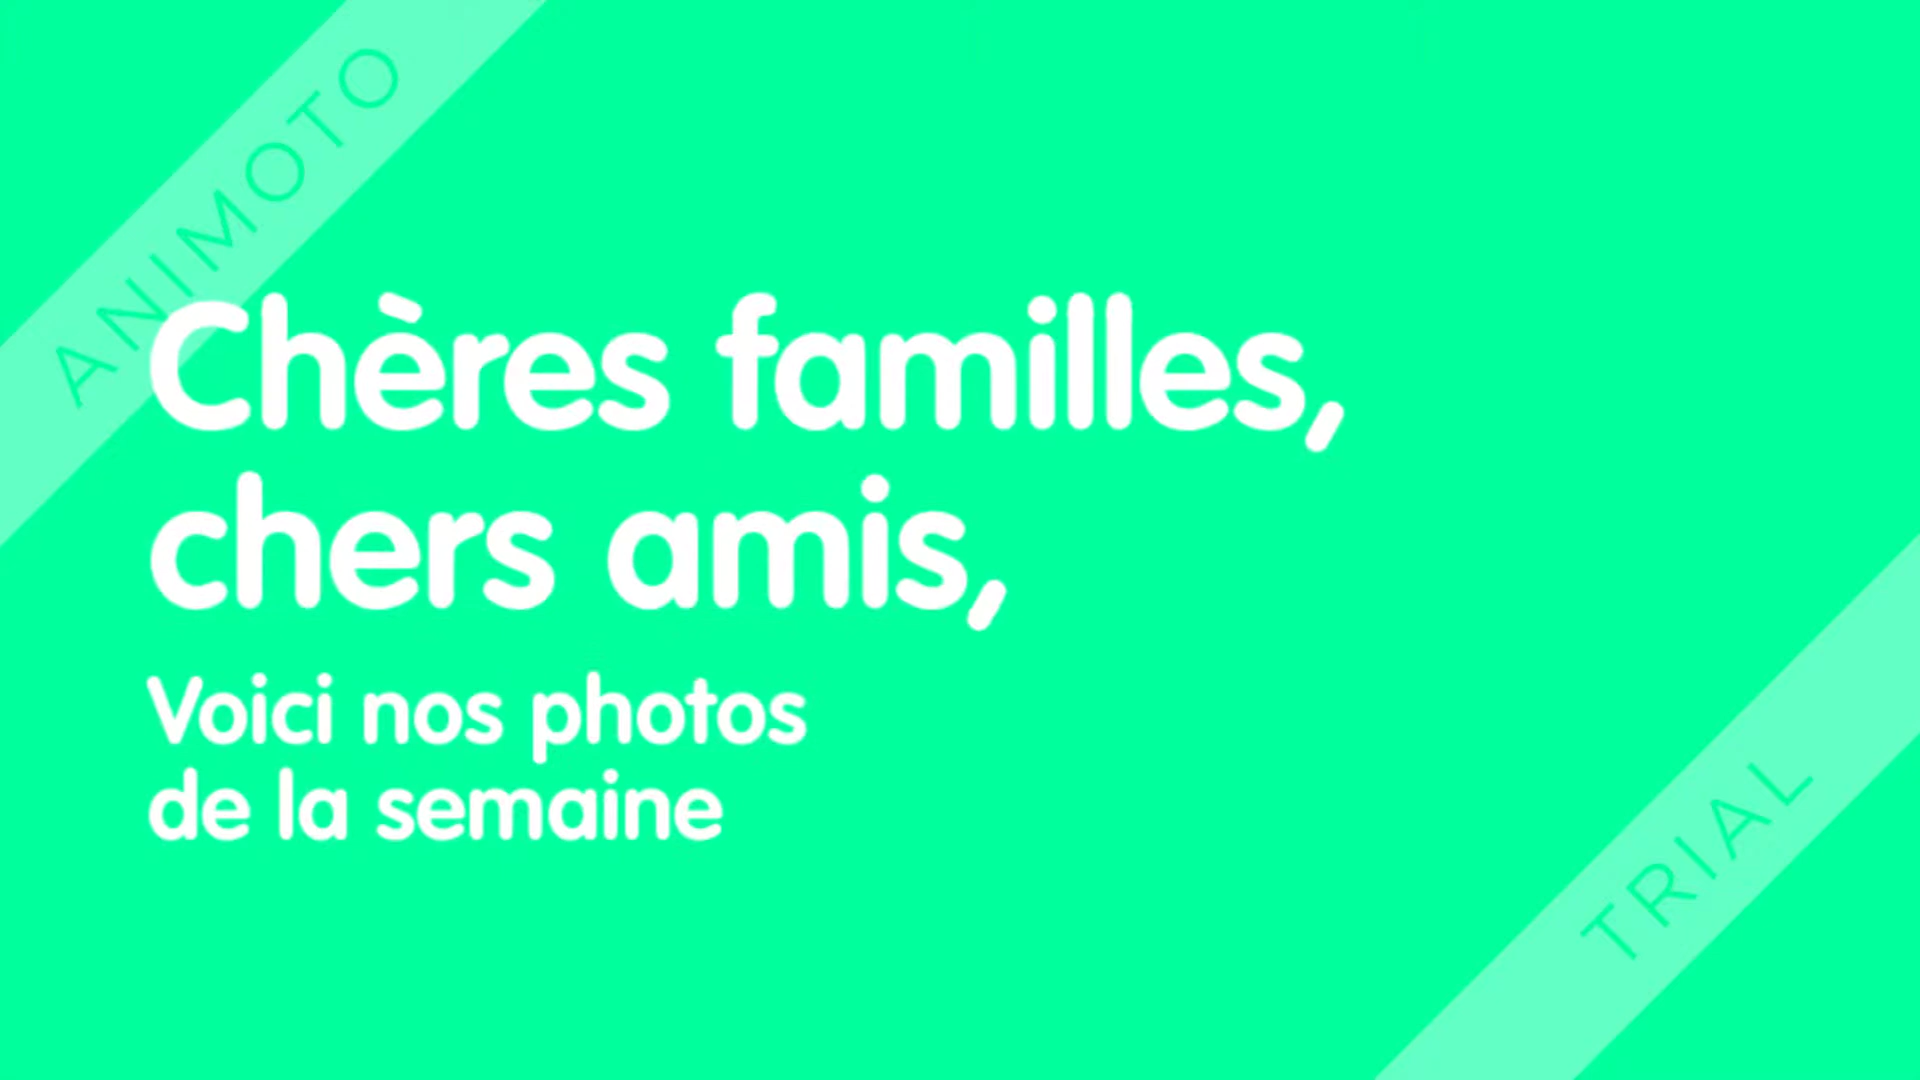 ANIMOTO
Chères familles,
chers amis,
Voici nos photos
de la semaine
TRIAL